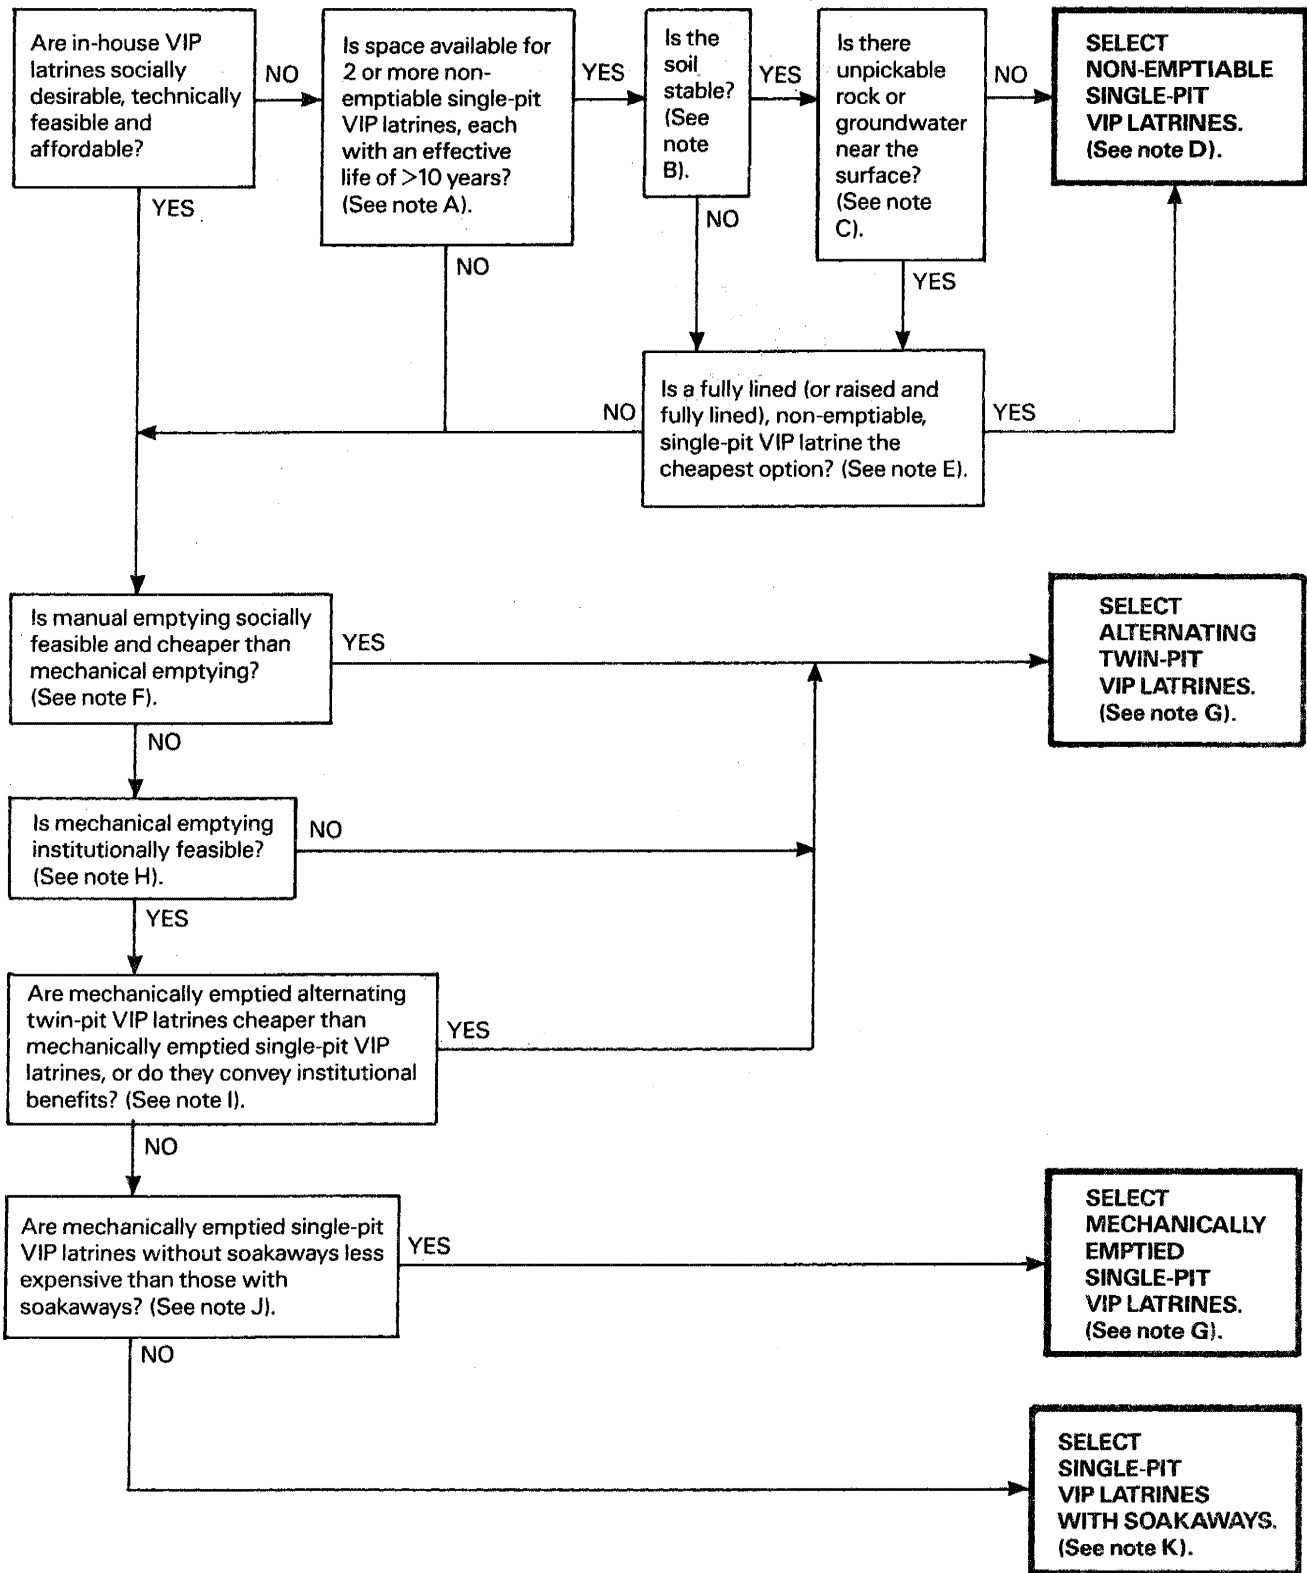 Are in-house VIP
latrines socially
desirable, technically
feasible and
affordable?
NO
YES
Is space available for
2 or more non-
emptiable single-pit
VIP latrines, each
with an effective
life of >10 years?
(See note A).
YES
NO
Is the
soil
stable?
(See
note
B).
YES
NO
Is there
unpickable
rock or
groundwater
near the
surface?
(See
note
C).
NO
YES
SELECT
NON-EMPTIABLE
SINGLE-PIT
VIP LATRINES.
(See note D).
Is a fully lined (or raised and
fully lined), non-emptiable,
single-pit VIP latrine the
cheapest option? (See note E).
NO
YES
Is manual emptying socially
feasible and cheaper than
mechanical emptying?
(See note F).
YES
NO
SELECT
ALTERNATING
TWIN-PIT
VIP LATRINES.
(See note G).
Is mechanical emptying
institutionally feasible?
(See note H).
NO
YES
Are mechanically emptied alternating
twin-pit VIP latrines cheaper than
mechanically emptied single-pit VIP
latrines, or do they convey institutional
benefits? (See note I).
YES
NO
Are mechanically emptied single-pit
VIP latrines without soakaways less
expensive than those with
soakaways? (See note J).
YES
NO
SELECT
MECHANICALLY
EMPTIED
SINGLE-PIT
VIP LATRINES.
(See note G).
SELECT
SINGLE-PIT
VIP LATRINES
WITH SOAKAWAYS.
(See note K).